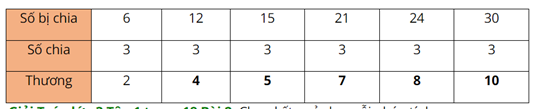 Số bị chia 6 12 15 21 24 30
Số chia 3 3 3 3 3 3
Thương 2 4 5 7 8 10